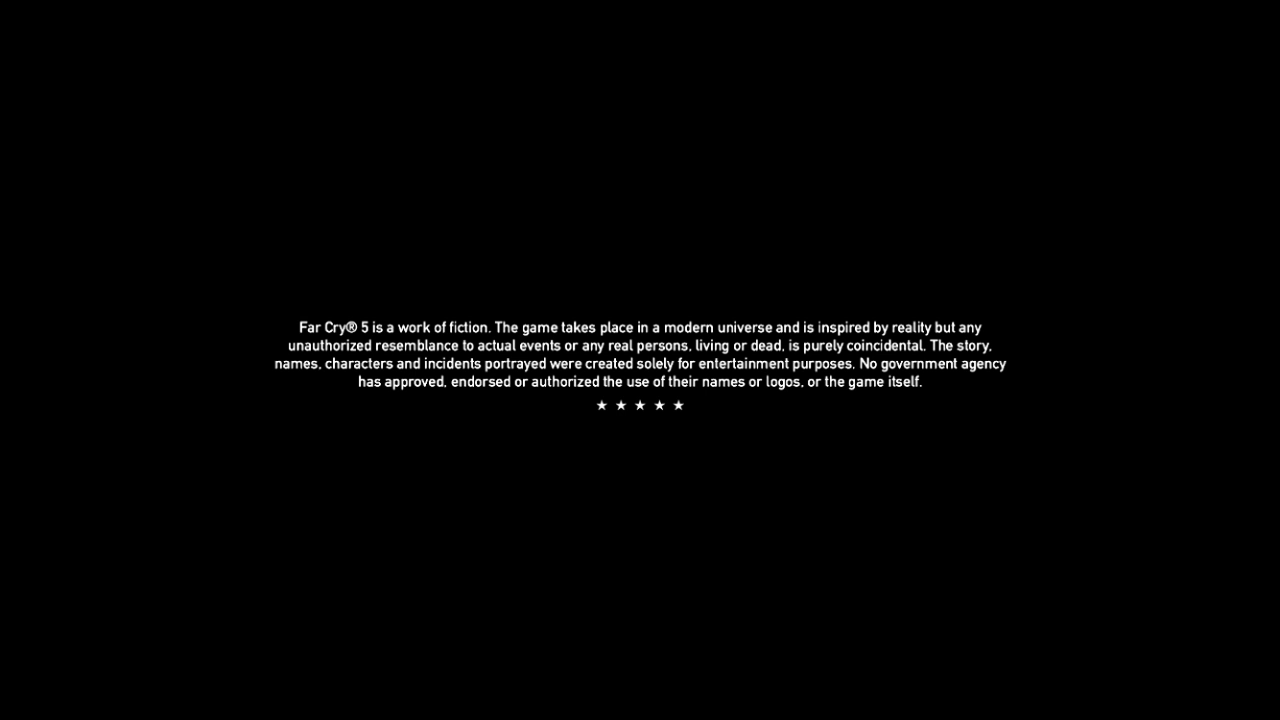 Far Cry® 5 is a work of fiction. The game takes place in a modern universe and is inspired by reality but any
unauthorized resemblance to actual events or any real persons, living or dead, is purely coincidental. The story,
names, characters and incidents portrayed were created solely for entertainment purposes. No government agency
has approved, endorsed or authorized the use of their names or logos, or the game itself.
★ ★ ★ ★ ★